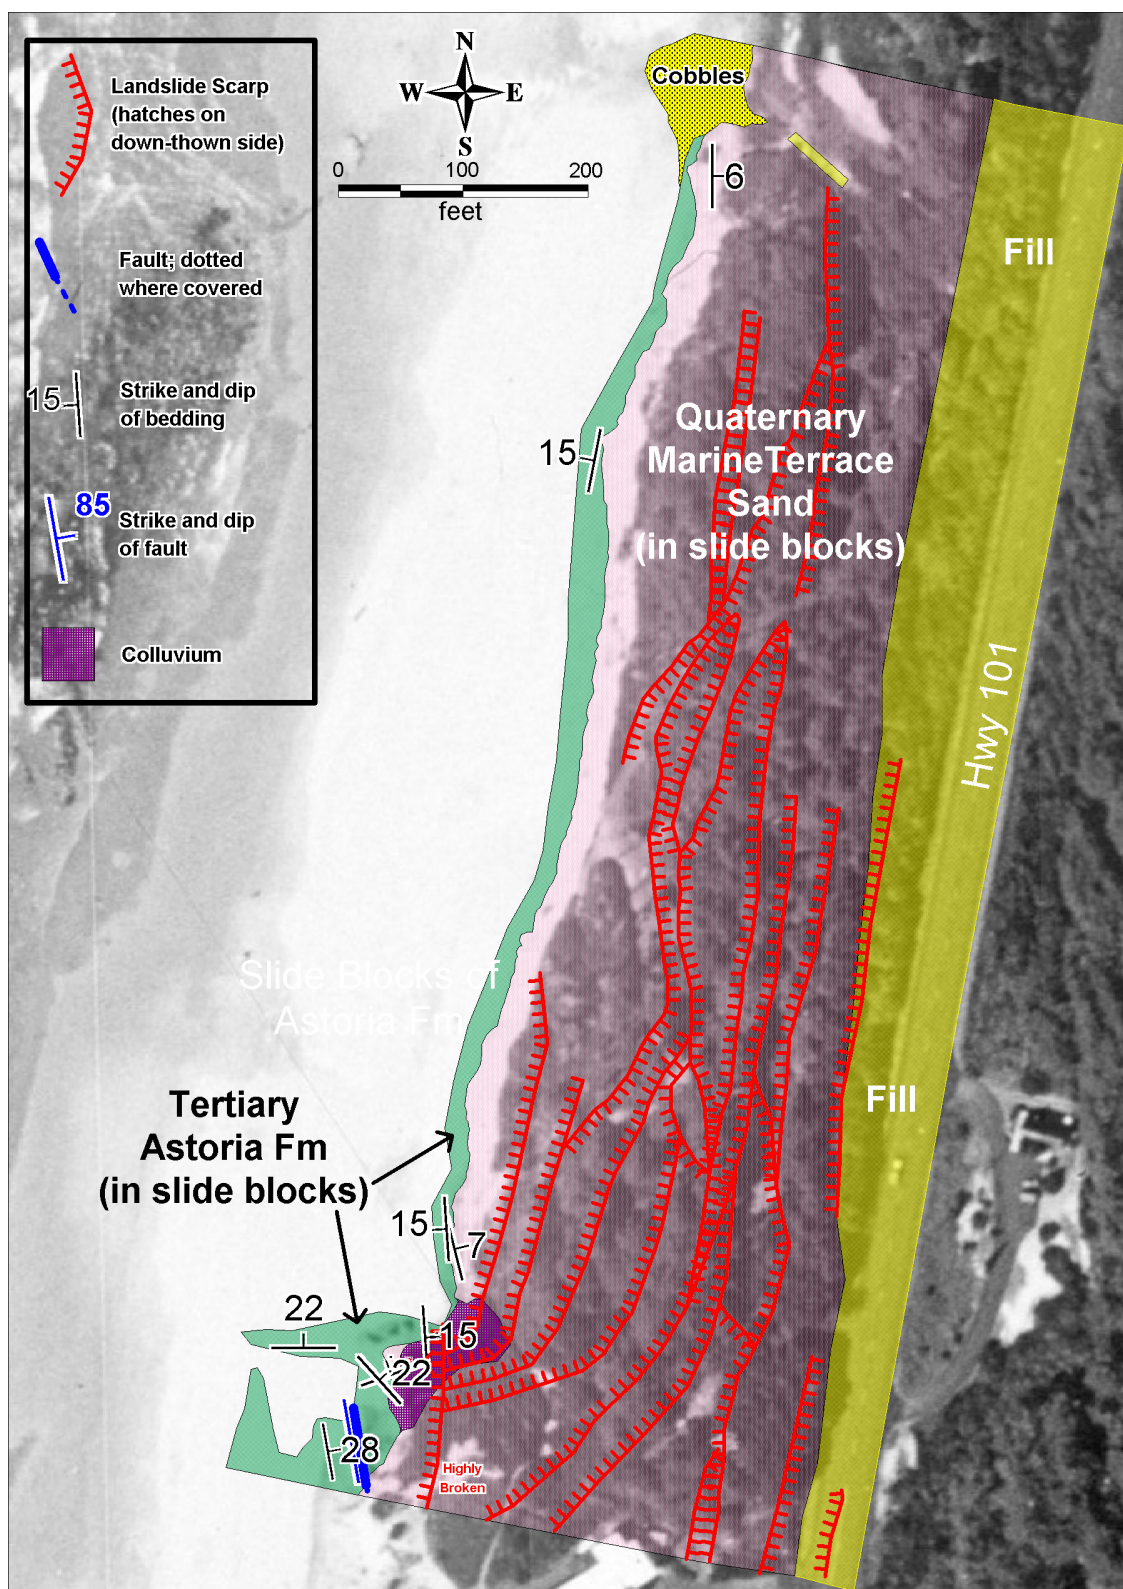 Landslide Scarp
(hatches on
down-thown side)
Fault; dotted
where covered
15
Strike and dip
of bedding
85
Strike and dip
of fault
Colluvium
N
W
E
S
0
100
200
feet
Cobbles
6
Fill
15
Quaternary
MarineTerrace
Sand
(in slide blocks)
Hwy 101
Slide Blocks of
Astoria Fm
Tertiary
Astoria Fm
(in slide blocks)
Fill
15
7
22
15
22
28
Highly
Broken